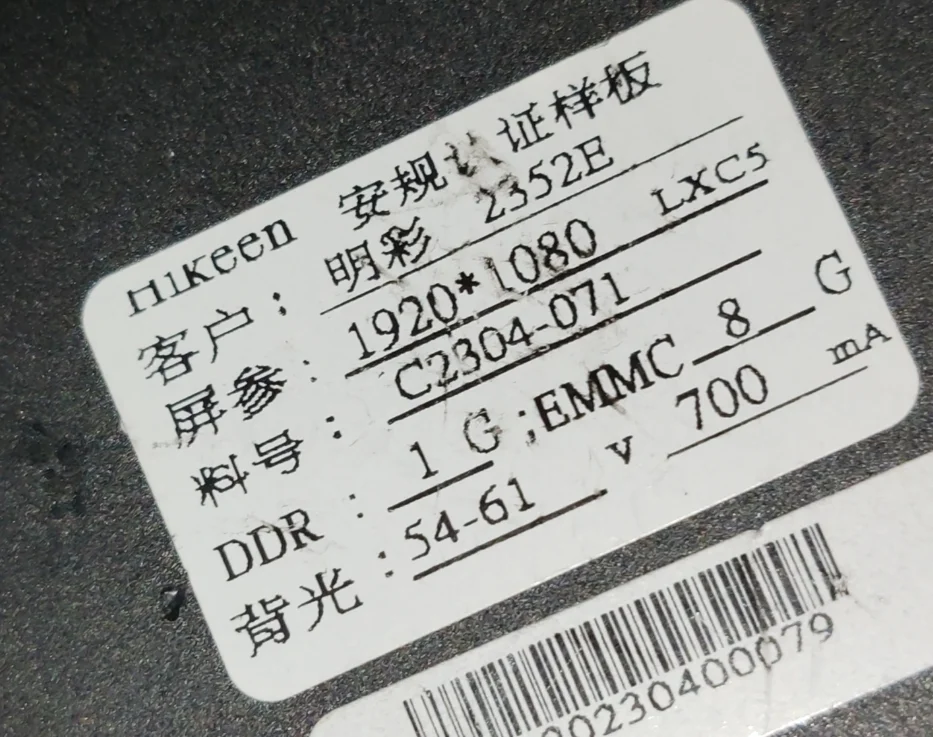 Hikeen 安规认证样板
客户： 明彩 2352E
屏参： 1920*1080 LXC5
料号： C2304-071
DDR： 1 G ;EMMC 8 G
背光：54-61 v 700 mA
0230400079